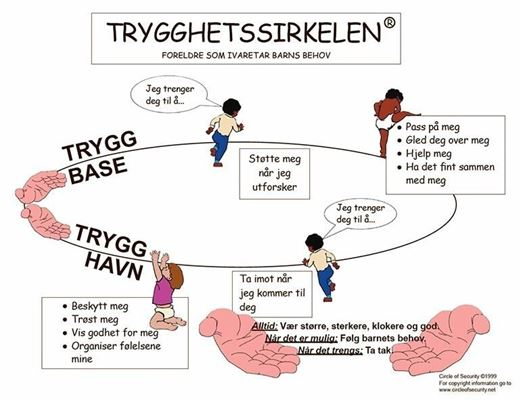 TRYGGHETSSIRKELEN®
FORELDRE SOM IVARETAR BARNS BEHOV
Jeg trenger
deg til å...
TRYGG
BASE
Støtte meg
når jeg
utforsker
• Pass på meg
• Gled deg over meg
• Hjelp meg
• Ha det fint sammen
med meg
Jeg trenger
deg til å...
TRYGG
HAVN
Ta imot når
jeg kommer til
deg
• Beskytt meg
• Trøst meg
• Vis godhet for meg
• Organiser følelsene
mine
Alltid: Vær større, sterkere, klokere og god.
Når det er mulig: Følg barnets behov.
Når det trengs: Ta tak.
Circle of Security ©1999
For copyright information go to
www.circleofsecurity.net